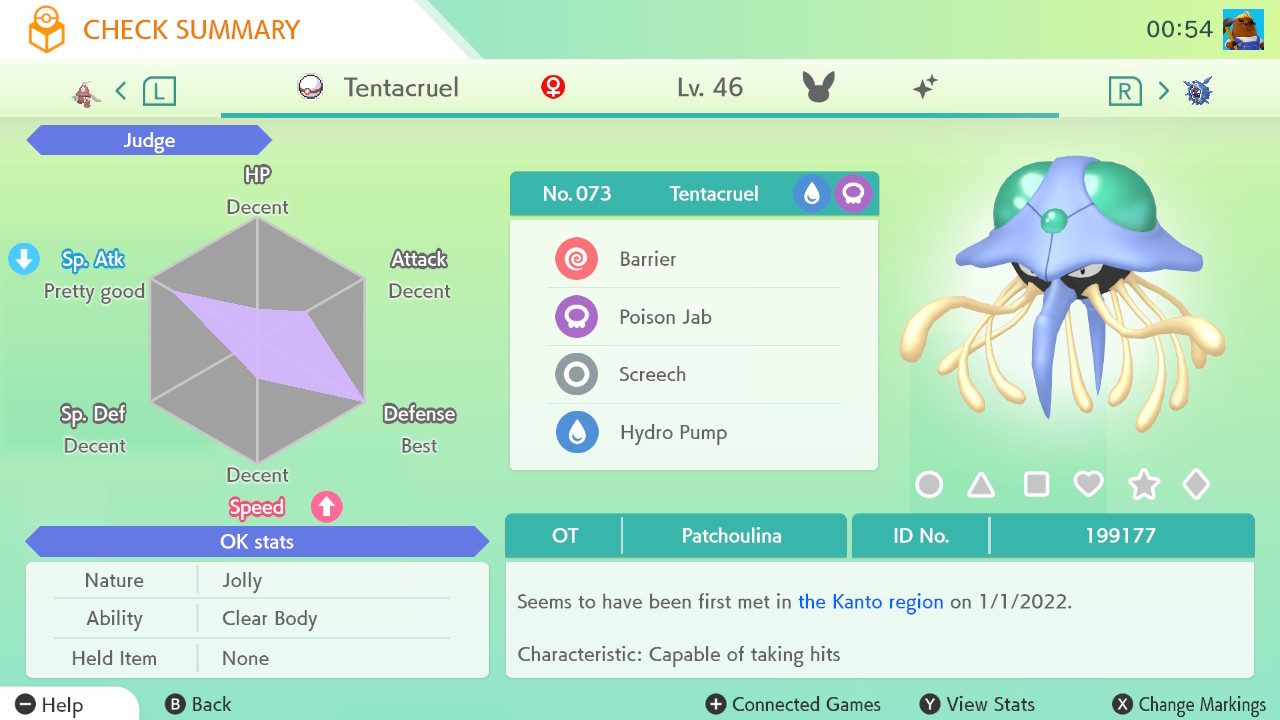 CHECK SUMMARY
00:54
L
Tentacruel
Lv. 46
R
Judge
HP
Decent
Sp. Atk
Pretty good
Attack
Decent
Sp. Def
Decent
Defense
Best
Decent
Speed
OK stats
Nature Jolly
Ability Clear Body
Held Item None
No. 073 Tentacruel
Barrier
Poison Jab
Screech
Hydro Pump
OT Patchoulina ID No. 199177
Seems to have been first met in the Kanto region on 1/1/2022.
Characteristic: Capable of taking hits
Help
B Back
Connected Games
Y View Stats
X Change Markings